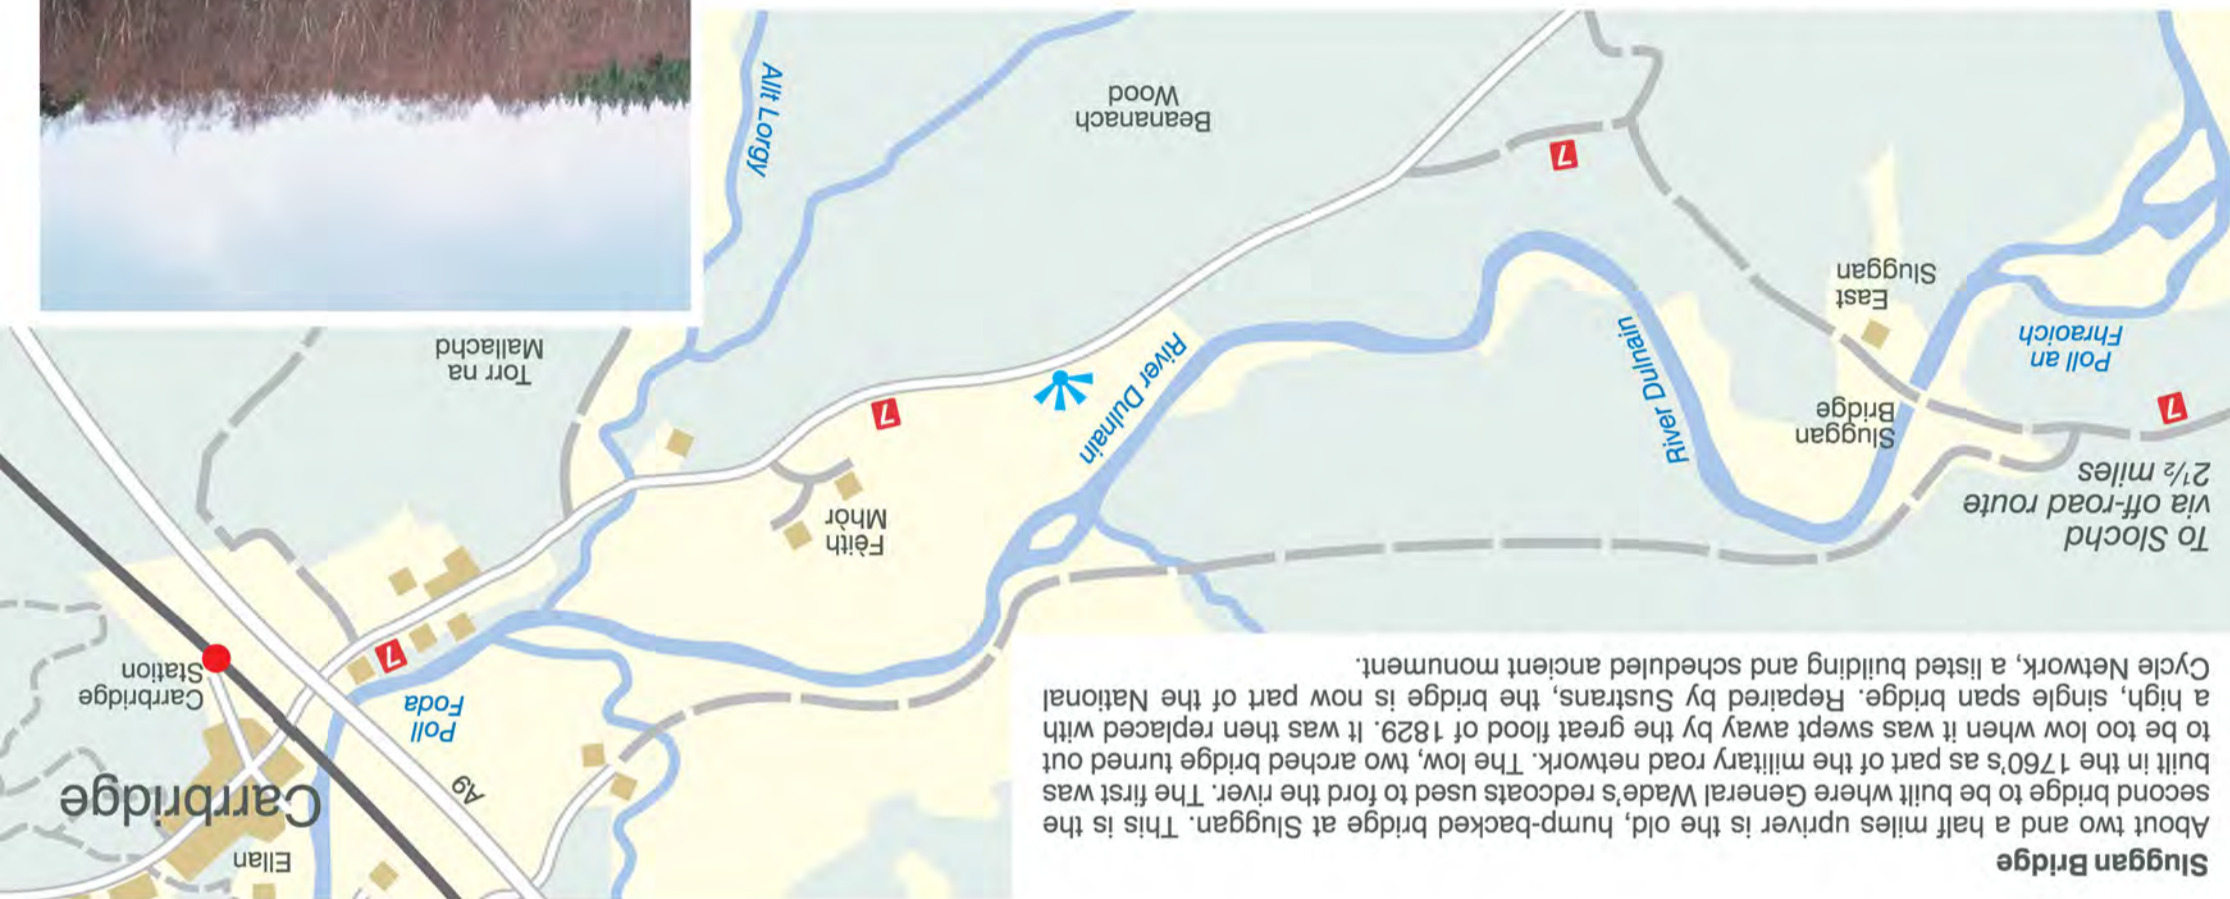 Sluggan Bridge
About two and a half miles upriver is the old, hump-backed bridge at Sluggan. This is the
second bridge to be built where General Wade's redcoats used to ford the river. The first was
built in the 1760's as part of the military road network. The low, two arched bridge turned out
to be too low when it was swept away by the great flood of 1829. It was then replaced with
a high, single span bridge. Repaired by Sustrans, the bridge is now part of the National
Cycle Network, a listed building and scheduled ancient monument.
Ellan
Carrbridge
A9
Poll
Foda
Carrbridge
Station
7
To Slochd
via off-road route
2½ miles
Fèith
Mhòr
7
Sluggan
Bridge
7
River Dulnain
River Dulnain
Torr na
Mallachd
Poll an
Fhraoich
East
Sluggan
7
Allt Lorgy
Beananach
Wood